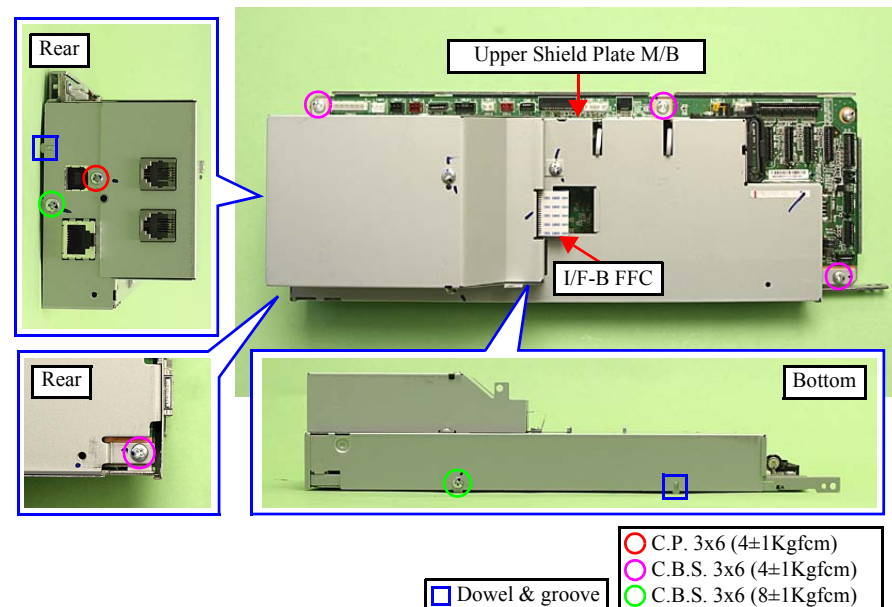 Rear
Upper Shield Plate M/B
I/F-B FFC
Rear
Bottom
C.P. 3x6 (4±1Kgfcm)
C.B.S. 3x6 (4±1Kgfcm)
Dowel & groove
C.B.S. 3x6 (8±1Kgfcm)